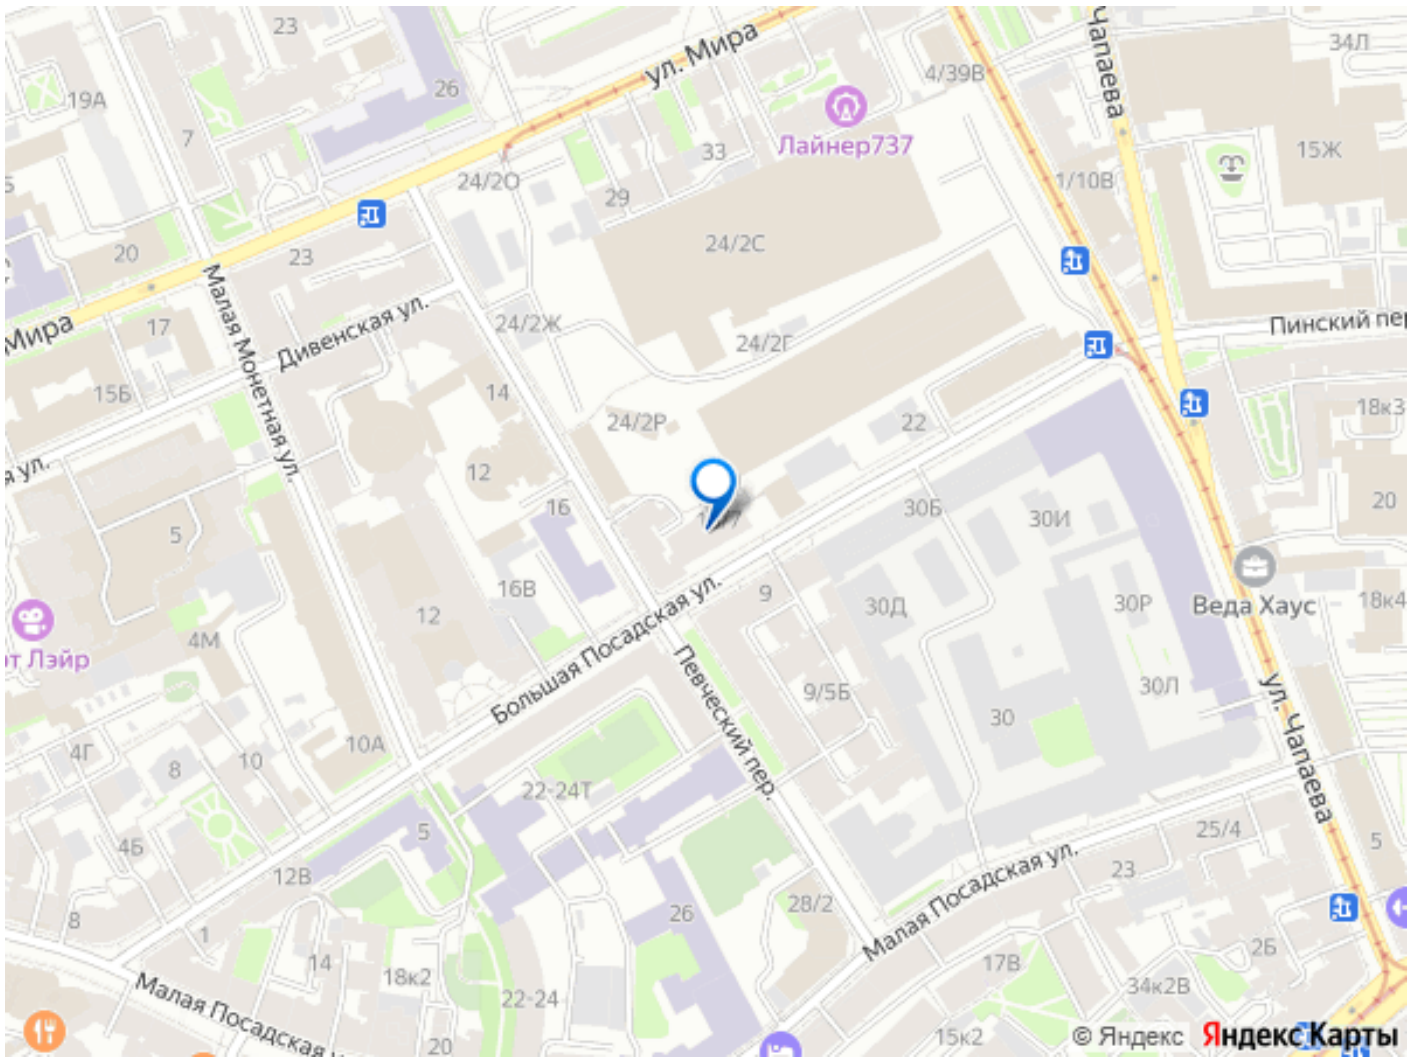 23
34Л
ул. Мира
Чапаева
4/39В
26
19А
7
Лайнер737
33
15Ж
24/2О
1/10В
29
20
23
24/2С
Малая Монетная ул.
Мира
17
Дивенская ул.
24/2Ж
24/2Г
Пинский пер
15Б
14
18к3
24/2Р
22
ул.
12
16
30Б
30И
20
5
16В
9
30Д
30Р
Веда Хаус
18к4
12
4М
т Лэйр
Большая Посадская ул.
Певческий пер.
9/5Б
30Л
30
ул. Чапаева
4Г
8
10
10А
22-24Т
4Б
5
25/4
5
12В
23
Малая Посадская ул.
8
1
26
28/2
2Б
14
18к2
17В
34к2В
22-24
Малая Посадская
20
15к2
© Яндекс Яндекс Карты